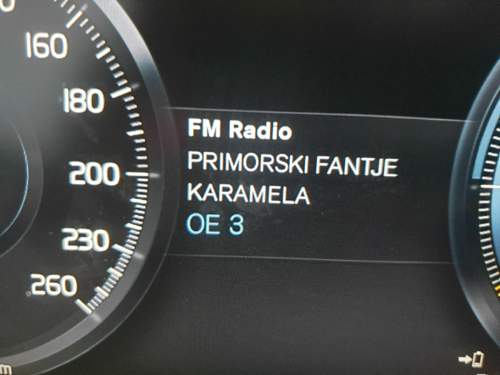 160
180
200
230
260
FM Radio
PRIMORSKI FANTJE
KARAMELA
OE 3